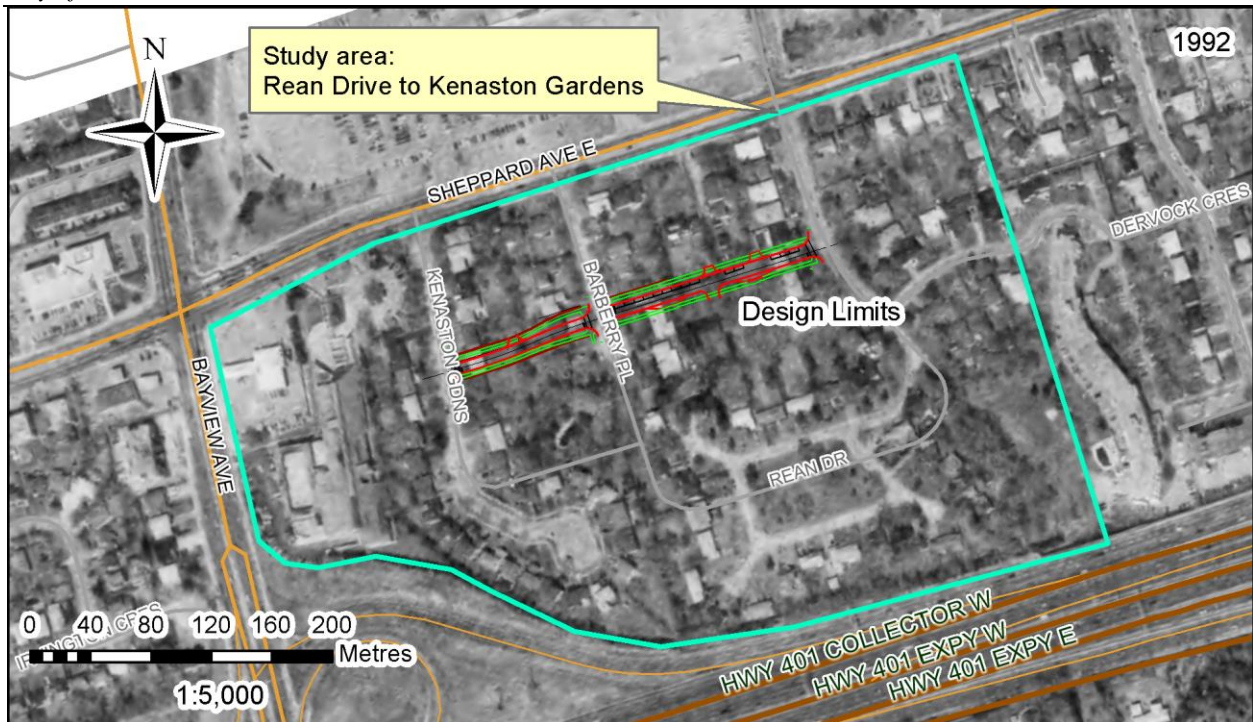 1992
N
Study area:
Rean Drive to Kenaston Gardens
SHEPPARD AVE E
DERVOCK CRES
KENASTON GDNS
BARBERRY PL
Design Limits
BAYVIEW AVE
REAN DR
HWY 401 COLLECTOR W
HWY 401 EXPY W
HWY 401 EXPY E
0 40 80 120 160 200
CRES
Metres
1:5,000